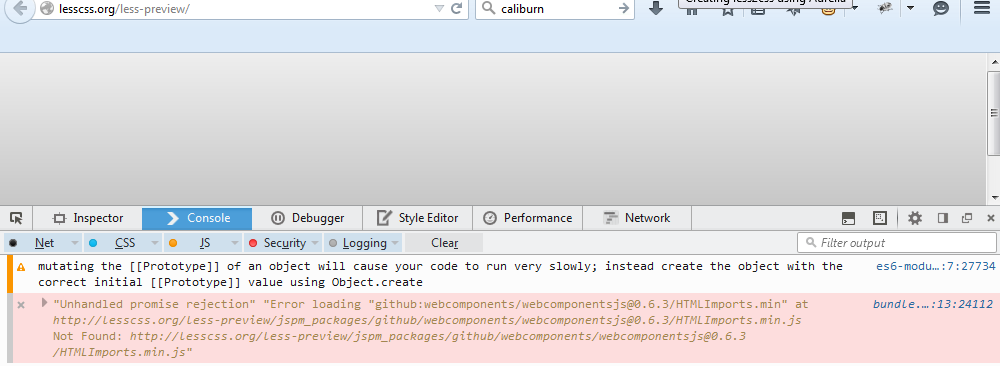 Creating less2css using Aurelia
lesscss.org/less-preview/
caliburn
Inspector
Console
Debugger
Style Editor
Performance
Network
Net
CSS
JS
Security
Logging
Clear
Filter output
mutating the [[Prototype]] of an object will cause your code to run very slowly; instead create the object with the
es6-modu…:7:27734
correct initial [[Prototype]] value using Object.create
"Unhandled promise rejection" "Error loading "github:webcomponents/webcomponentsjs@0.6.3/HTMLImports.min" at
bundle.…:13:24112
http://lesscss.org/less-preview/jspm_packages/github/webcomponents/webcomponentsjs@0.6.3/HTMLImports.min.js
Not Found: http://lesscss.org/less-preview/jspm_packages/github/webcomponents/webcomponentsjs@0.6.3
/HTMLImports.min.js"